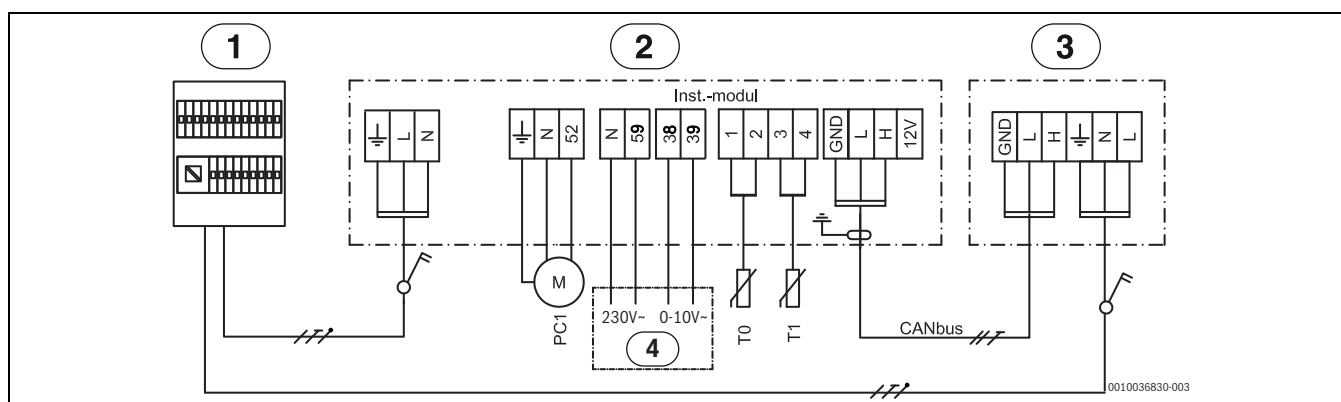 1
2
3
Inst.-modul
L
N
N
52
N
59
38
39
1
2
3
4
GND
L
H
12V
GND
L
H
N
L
M
PC1
230V~
0-10V~
4
T0
T1
CANbus
0010036830-003